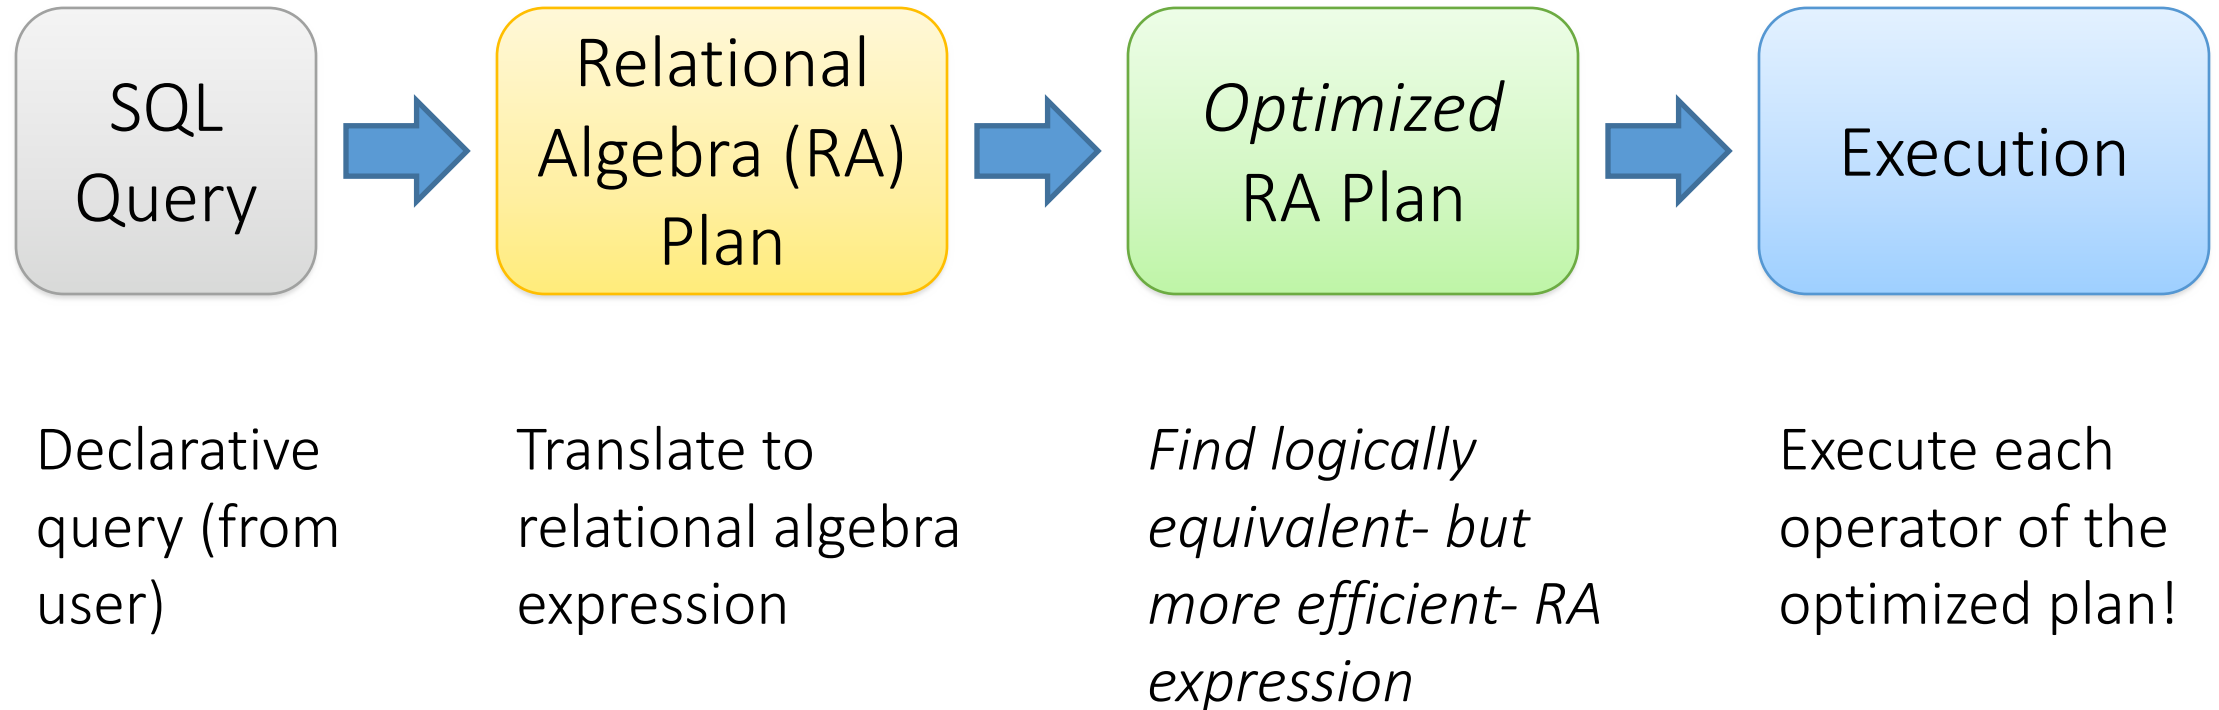 SQL
Query
Relational
Algebra (RA)
Plan
Optimized
RA Plan
Execution
Declarative
query (from
user)
Translate to
relational algebra
expression
Find logically
equivalent- but
more efficient- RA
expression
Execute each
operator of the
optimized plan!